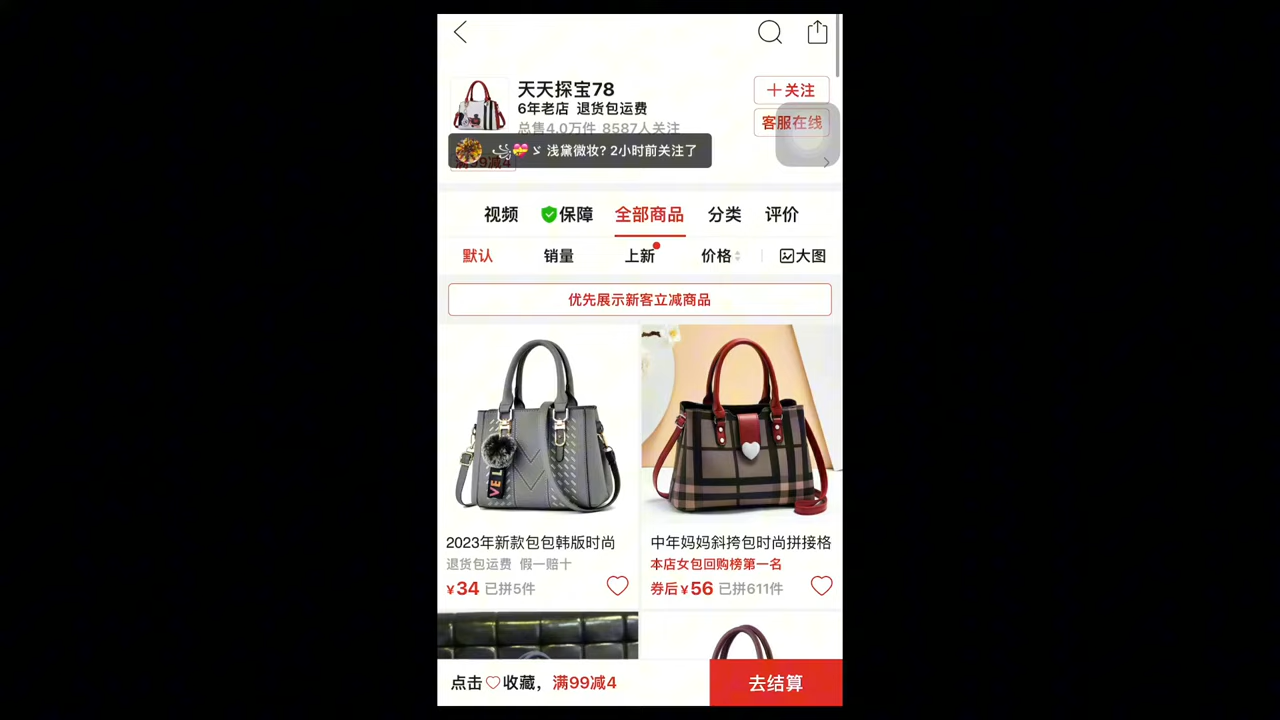 天天探宝78
+关注
6年老店 退货包运费
总售4.0万件 8587人关注
客服在线
浅黛微妆? 2小时前关注了
满99减4
视频 保障 全部商品 分类 评价
默认 销量 上新 价格 大图
优先展示新客立减商品
2023年新款包包韩版时尚
退货包运费 假一赔十
¥34 已拼5件
中年妈妈斜挎包时尚拼接格
本店女包回购榜第一名
券后¥56 已拼611件
点击♡收藏，满99减4
去结算